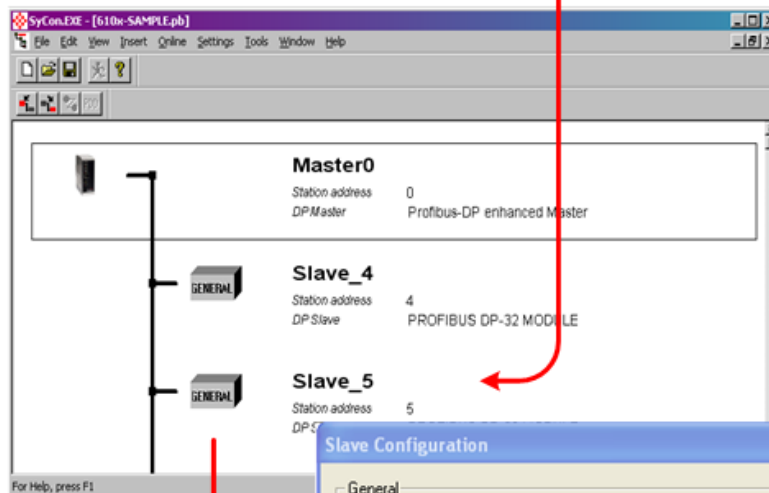 SyCon.EXE - [610x-SAMPLE.pb]
File Edit View Insert Online Settings Tools Window Help
Master0
Station address 0
DP Master Profibus-DP enhanced Master
GENERAL
Slave_4
Station address 4
DP Slave PROFIBUS DP-32 MODULE
GENERAL
Slave_5
Station address 5
Slave Configuration
General
For Help, press F1